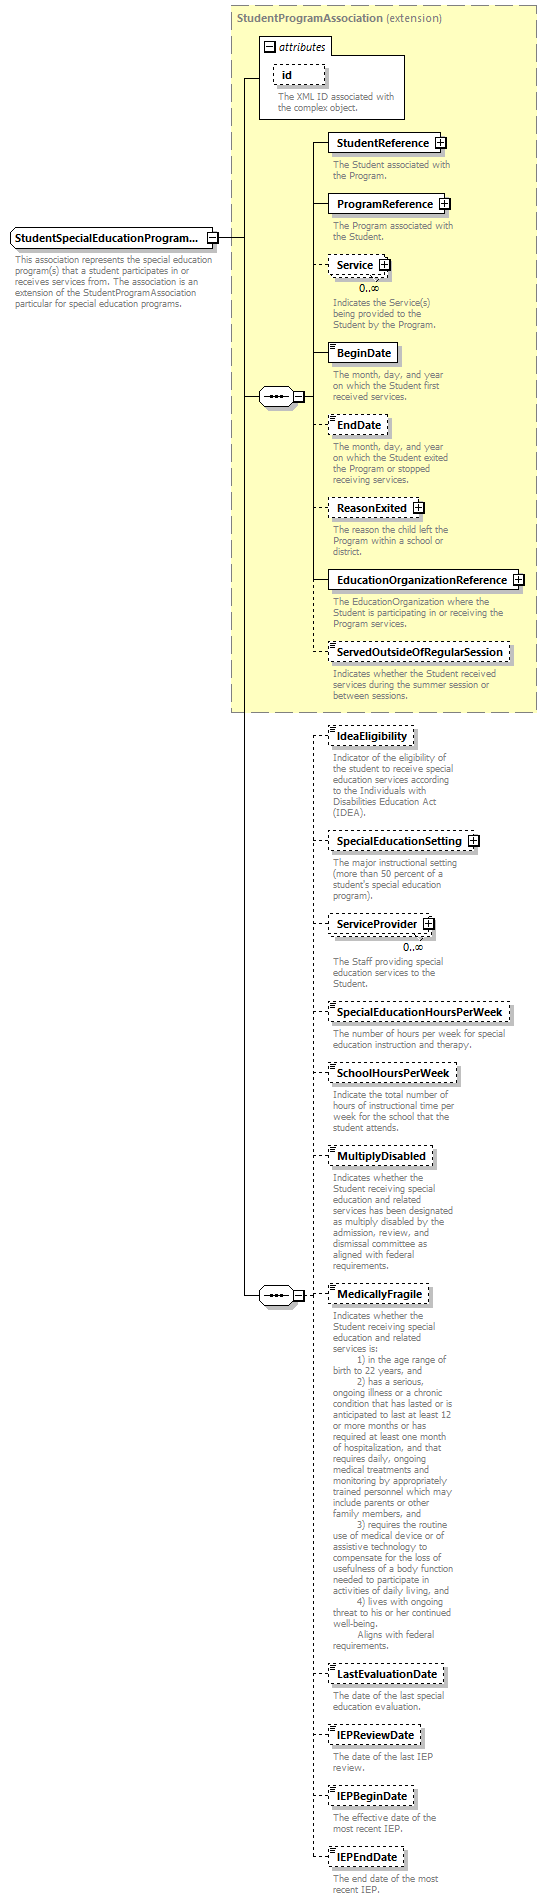 StudentProgramAssociation (extension)
attributes
id
The XML ID associated with
the complex object.
StudentReference
The Student associated with
the Program.
ProgramReference
The Program associated with
the Student.
StudentSpecialEducationProgram...
This association represents the special education
program(s) that a student participates in or
receives services from. The association is an
extension of the StudentProgramAssociation
particular for special education programs.
Service
0..∞
Indicates the Service(s)
being provided to the
Student by the Program.
BeginDate
The month, day, and year
on which the Student first
received services.
EndDate
The month, day, and year
on which the Student exited
the Program or stopped
receiving services.
ReasonExited
The reason the child left the
Program within a school or
district.
EducationOrganizationReference
The EducationOrganization where the
Student is participating in or receiving the
Program services.
ServedOutsideOfRegularSession
Indicates whether the Student received
services during the summer session or
between sessions.
IdeaEligibility
Indicator of the eligibility of
the student to receive special
education services according
to the Individuals with
Disabilities Education Act
(IDEA).
SpecialEducationSetting
The major instructional setting
(more than 50 percent of a
student's special education
program).
ServiceProvider
0..∞
The Staff providing special
education services to the
Student.
SpecialEducationHoursPerWeek
The number of hours per week for special
education instruction and therapy.
SchoolHoursPerWeek
Indicate the total number of
hours of instructional time per
week for the school that the
student attends.
MultiplyDisabled
Indicates whether the
Student receiving special
education and related
services has been designated
as multiply disabled by the
admission, review, and
dismissal committee as
aligned with federal
requirements.
MedicallyFragile
Indicates whether the
Student receiving special
education and related
services is:
1) in the age range of
birth to 22 years, and
2) has a serious,
ongoing illness or a chronic
condition that has lasted or is
anticipated to last at least 12
or more months or has
required at least one month
of hospitalization, and that
requires daily, ongoing
medical treatments and
monitoring by appropriately
trained personnel which may
include parents or other
family members, and
3) requires the routine
use of medical device or of
assistive technology to
compensate for the loss of
usefulness of a body function
needed to participate in
activities of daily living, and
4) lives with ongoing
threat to his or her continued
well-being.
Aligns with federal
requirements.
LastEvaluationDate
The date of the last special
education evaluation.
IEPReviewDate
The date of the last IEP
review.
IEPBeginDate
The effective date of the
most recent IEP.
IEPEndDate
The end date of the most
recent IEP.